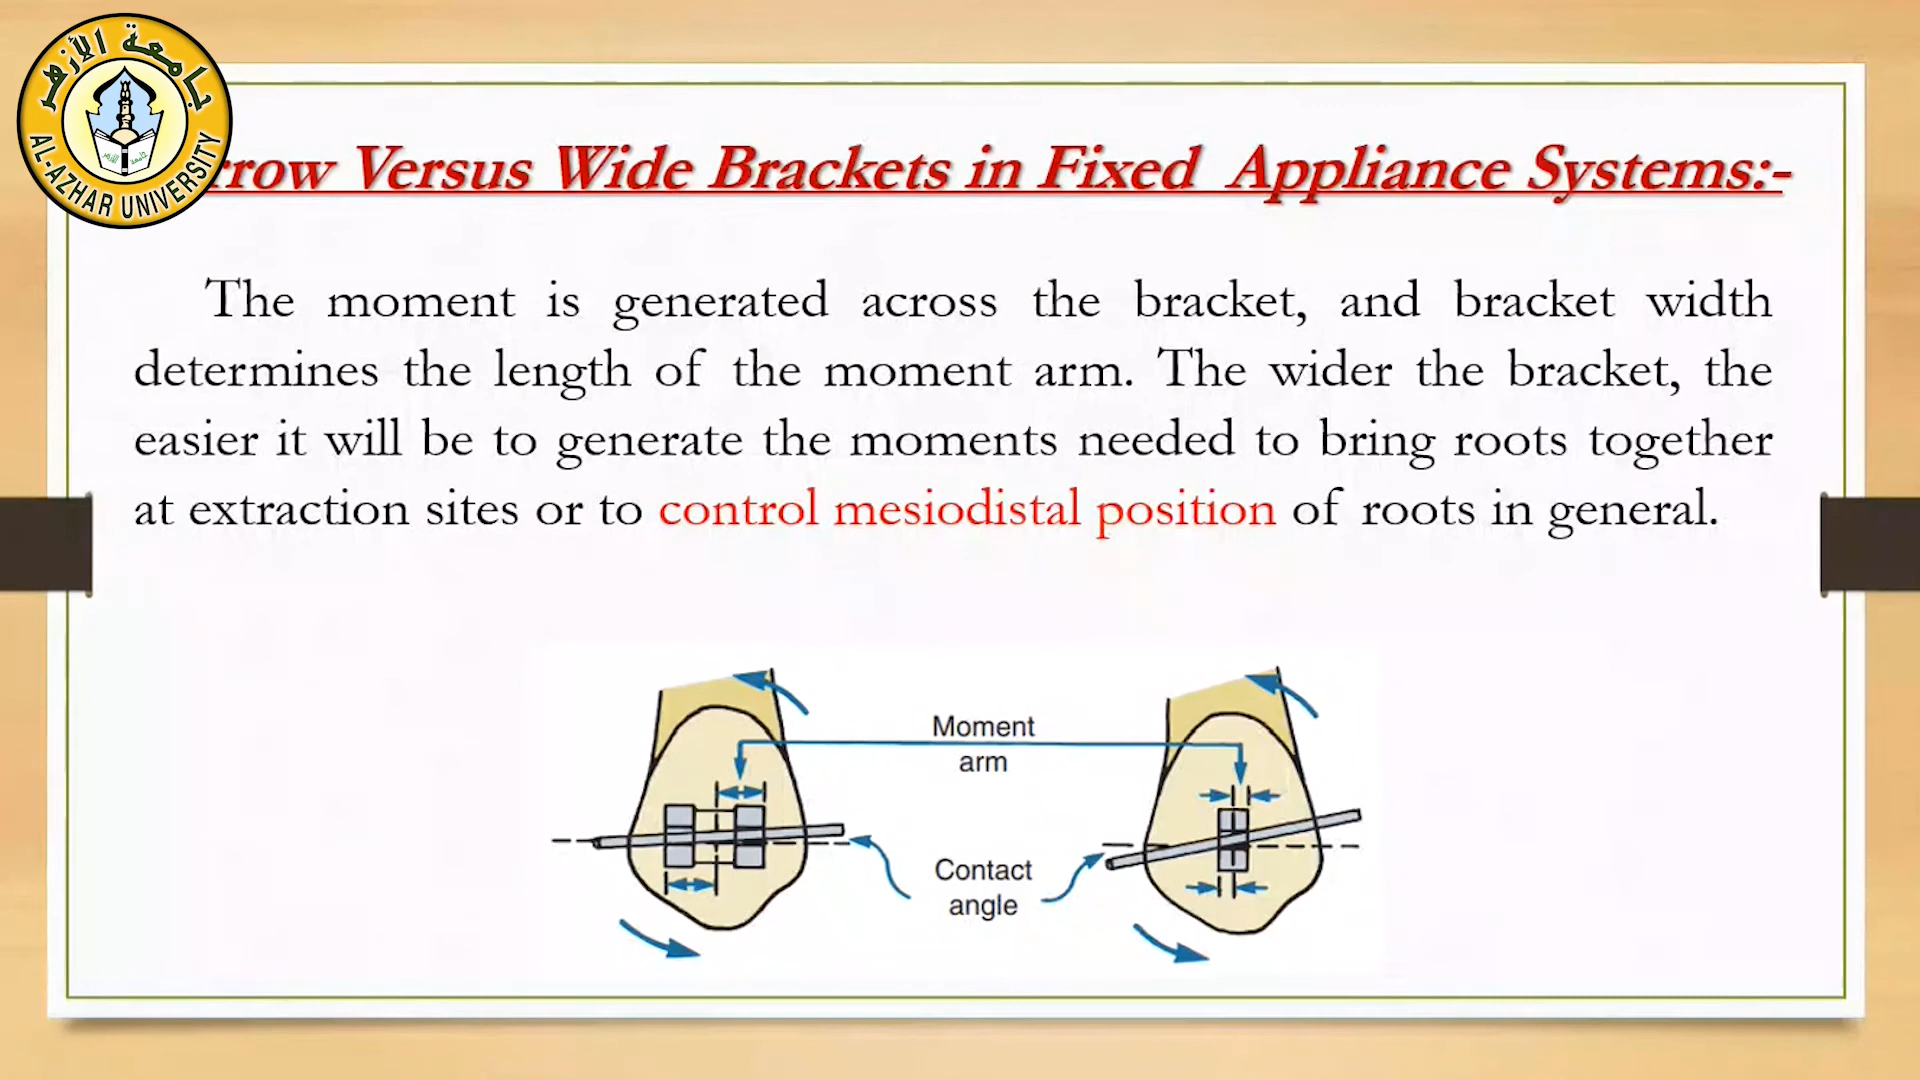 جامعة الأزهر
AL-AZHAR UNIVERSITY
rrow Versus Wide Brackets in Fixed Appliance Systems:-
The moment is generated across the bracket, and bracket width
determines the length of the moment arm. The wider the bracket, the
easier it will be to generate the moments needed to bring roots together
at extraction sites or to control mesiodistal position of roots in general.
Moment
arm
Contact
angle